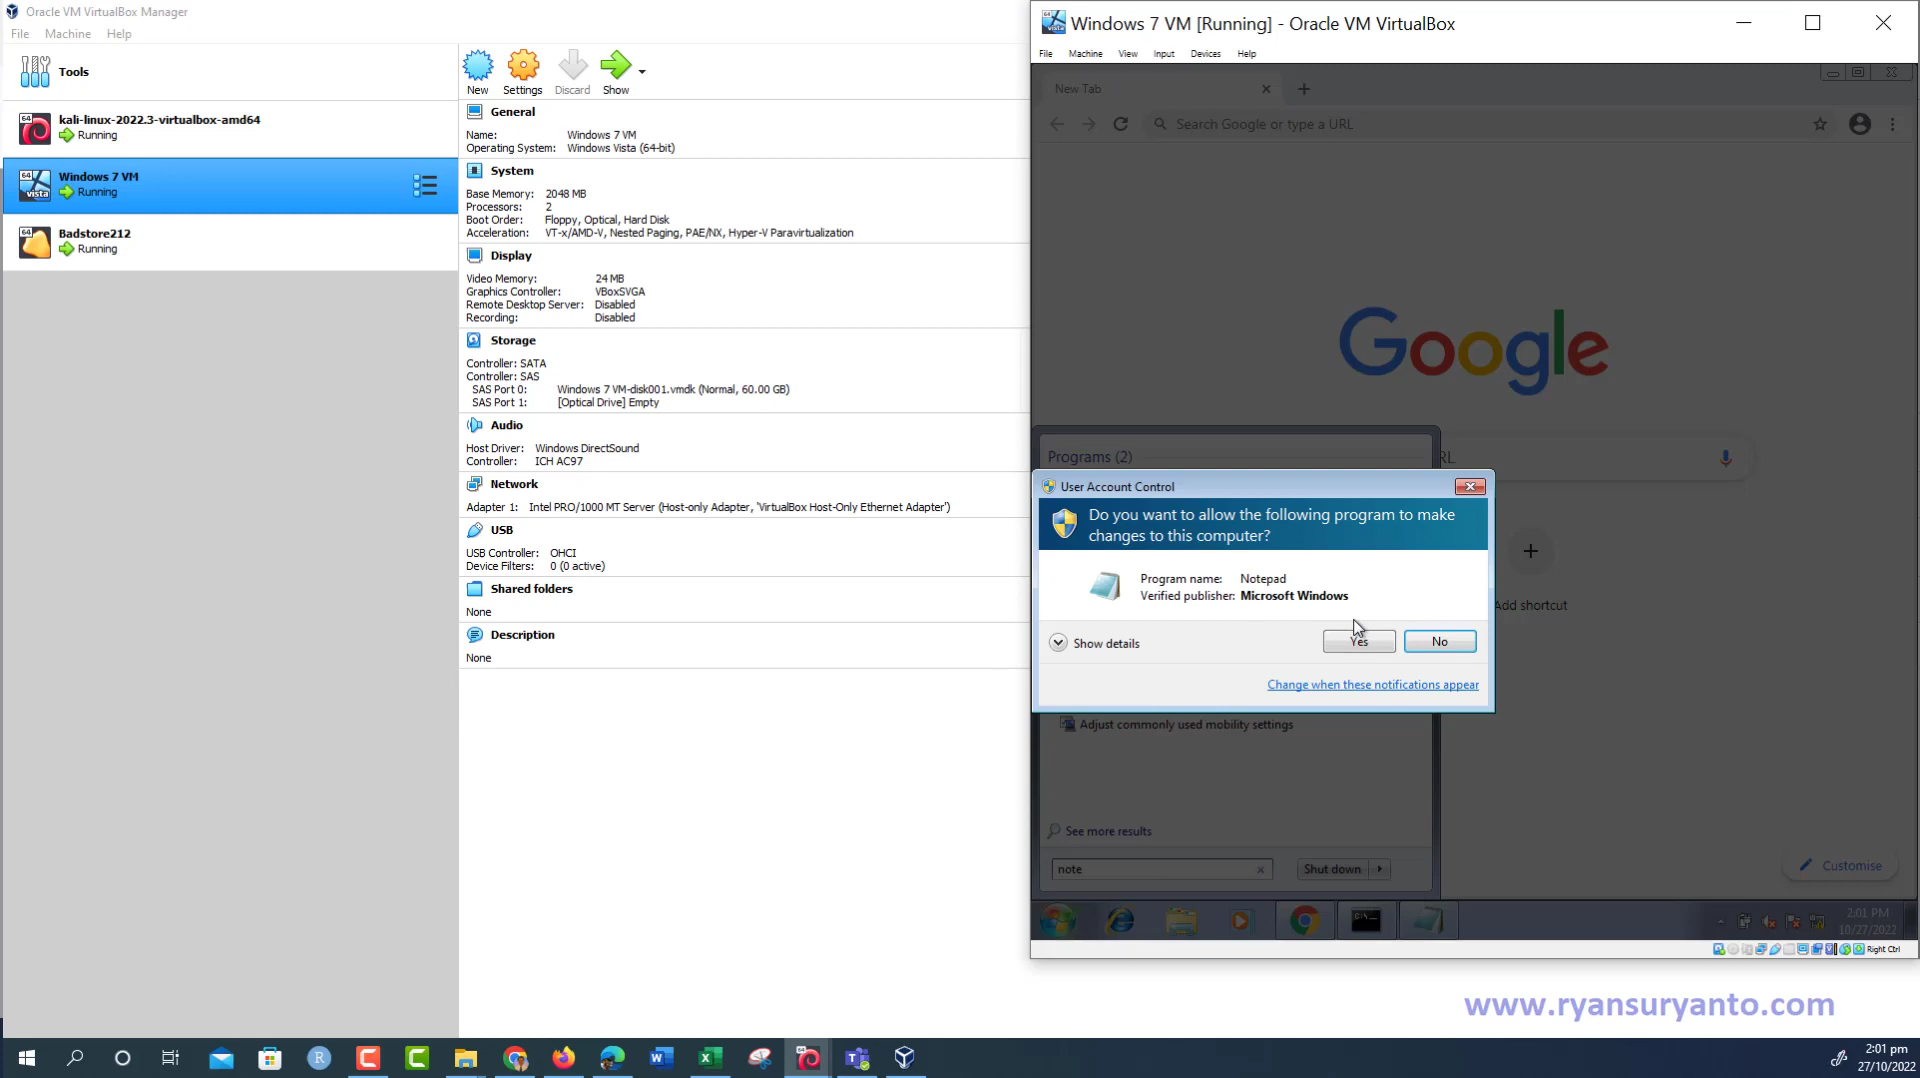 Oracle VM VirtualBox Manager
File Machine Help
Tools
64 kali-linux-2022.3-virtualbox-amd64
Running
64 vista Windows 7 VM
Running
64 Badstore212
Running
New Settings Discard Show
General
Name: Windows 7 VM
Operating System: Windows Vista (64-bit)
System
Base Memory: 2048 MB
Processors: 2
Boot Order: Floppy, Optical, Hard Disk
Acceleration: VT-x/AMD-V, Nested Paging, PAE/NX, Hyper-V Paravirtualization
Display
Video Memory: 24 MB
Graphics Controller: VBoxSVGA
Remote Desktop Server: Disabled
Recording: Disabled
Storage
Controller: SATA
Controller: SAS
SAS Port 0: Windows 7 VM-disk001.vmdk (Normal, 60.00 GB)
SAS Port 1: [Optical Drive] Empty
Audio
Host Driver: Windows DirectSound
Controller: ICH AC97
Network
Adapter 1: Intel PRO/1000 MT Server (Host-only Adapter, 'VirtualBox Host-Only Ethernet Adapter')
USB
USB Controller: OHCI
Device Filters: 0 (0 active)
Shared folders
None
Description
None
Windows 7 VM [Running] - Oracle VM VirtualBox
File Machine View Input Devices Help
New Tab
Search Google or type a URL
Google
Programs (2)
RL
User Account Control
Do you want to allow the following program to make
changes to this computer?
Program name: Notepad
Verified publisher: Microsoft Windows
Show details
Yes No
Change when these notifications appear
Add shortcut
Adjust commonly used mobility settings
See more results
note
Shut down
Customise
2:01 PM
10/27/2022
Right Ctrl
www.ryansuryanto.com
2:01 pm
27/10/2022